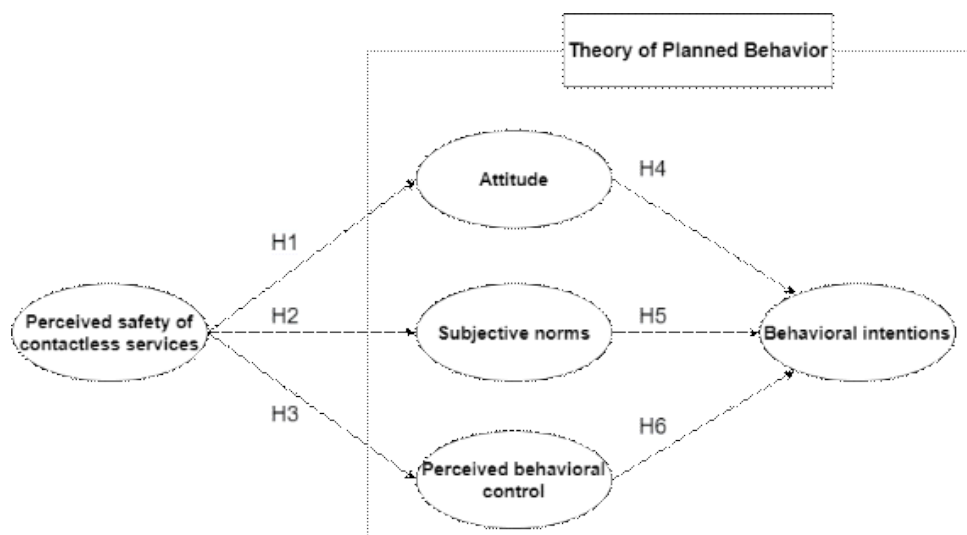 Theory of Planned Behavior
H1
H2
H3
H4
H5
H6
Perceived safety of
contactless services
Attitude
Subjective norms
Perceived behavioral
control
Behavioral intentions